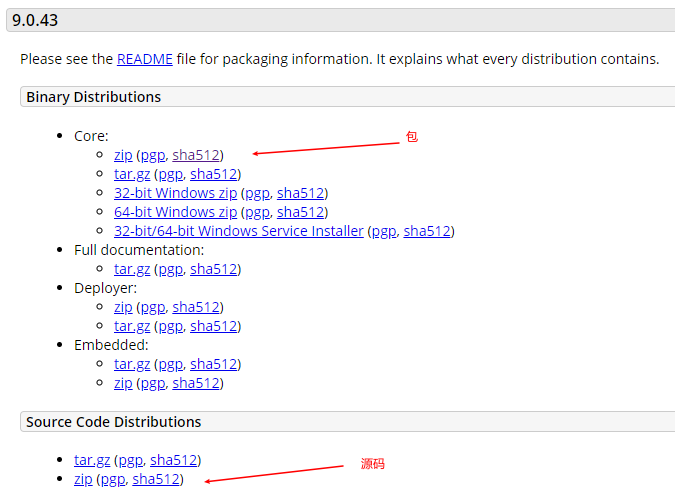 9.0.43
Please see the README file for packaging information. It explains what every distribution contains.
Binary Distributions
Core:
zip (pgp, sha512)
包
tar.gz (pgp, sha512)
32-bit Windows zip (pgp, sha512)
64-bit Windows zip (pgp, sha512)
32-bit/64-bit Windows Service Installer (pgp, sha512)
Full documentation:
tar.gz (pgp, sha512)
Deployer:
zip (pgp, sha512)
tar.gz (pgp, sha512)
Embedded:
tar.gz (pgp, sha512)
zip (pgp, sha512)
Source Code Distributions
tar.gz (pgp, sha512)
源码
zip (pgp, sha512)